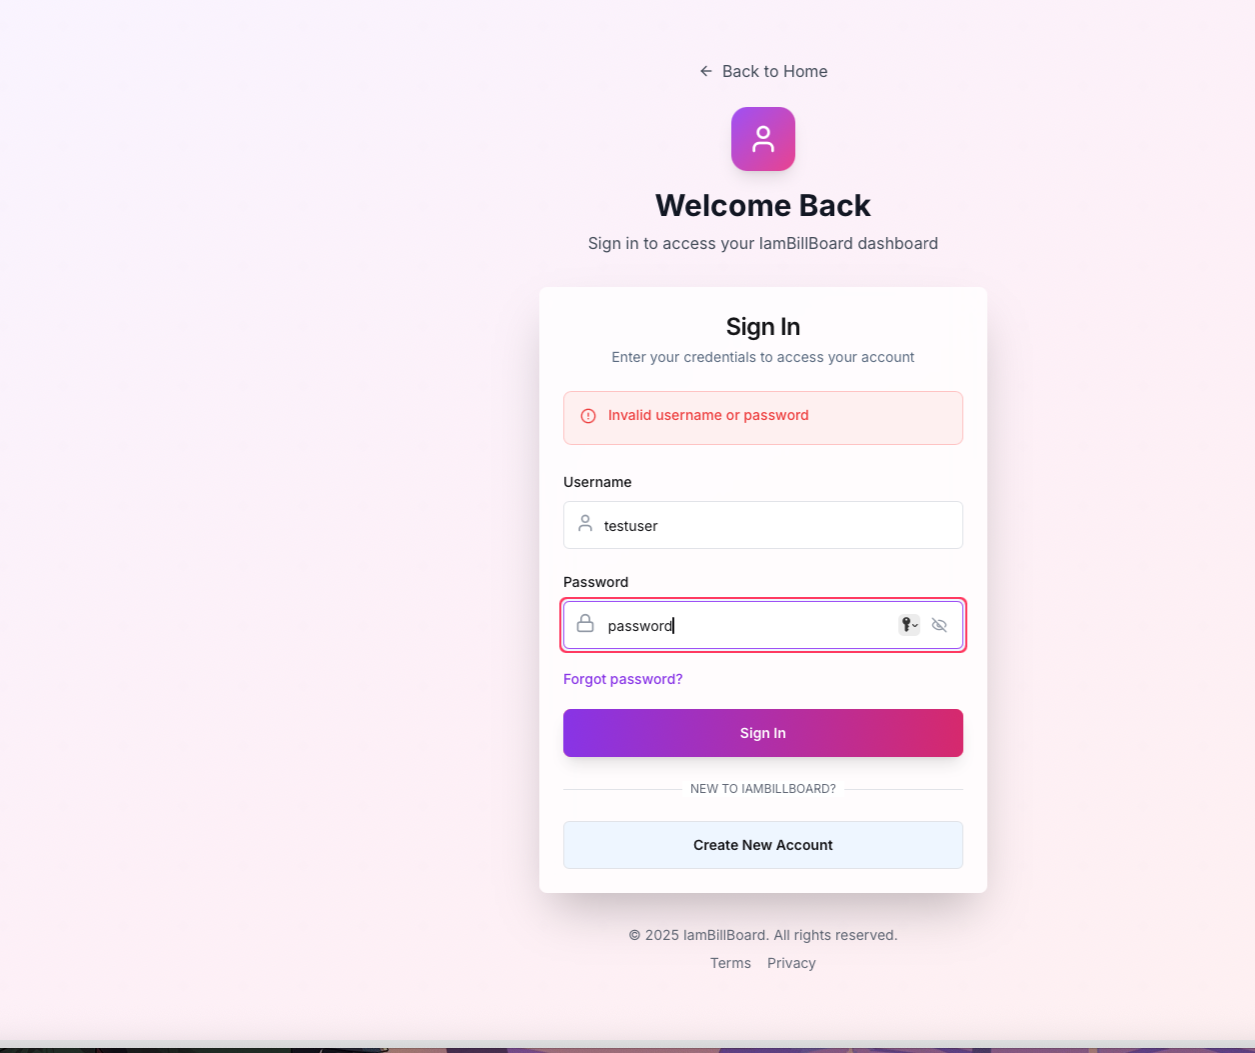 Back to Home
Welcome Back
Sign in to access your IamBillBoard dashboard
Sign In
Enter your credentials to access your account
Invalid username or password
Username
testuser
Password
password
Forgot password?
Sign In
NEW TO IAMBILLBOARD?
Create New Account
© 2025 IamBillBoard. All rights reserved.
Terms Privacy